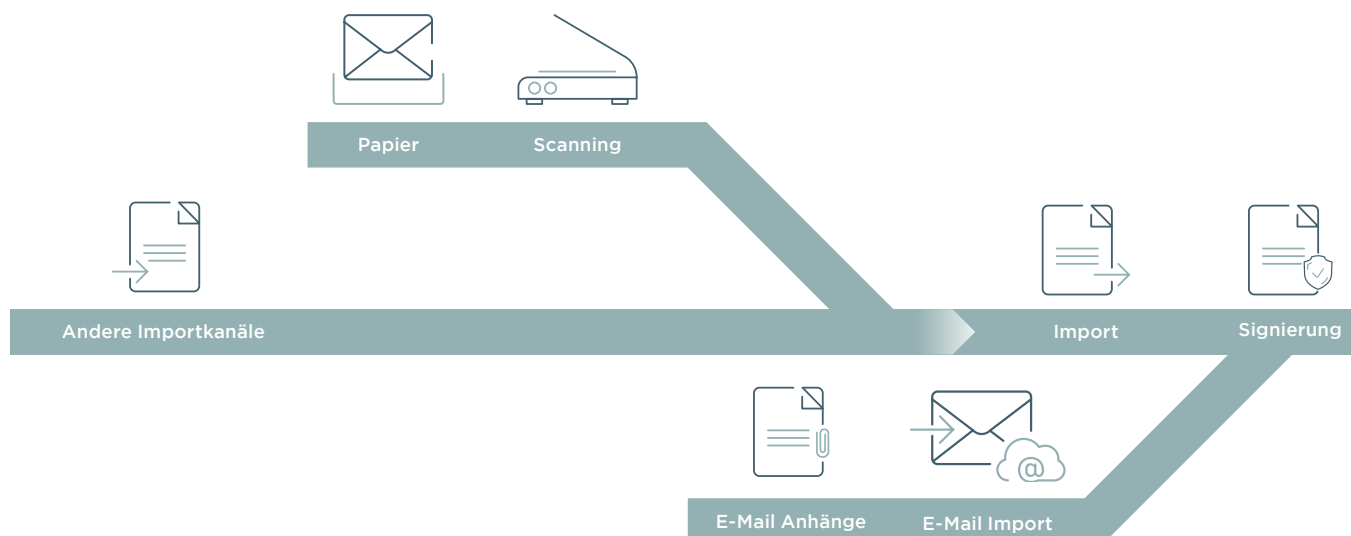 Papier
Scanning
Andere Importkanäle
Import
Signierung
@
E-Mail Anhänge
E-Mail Import